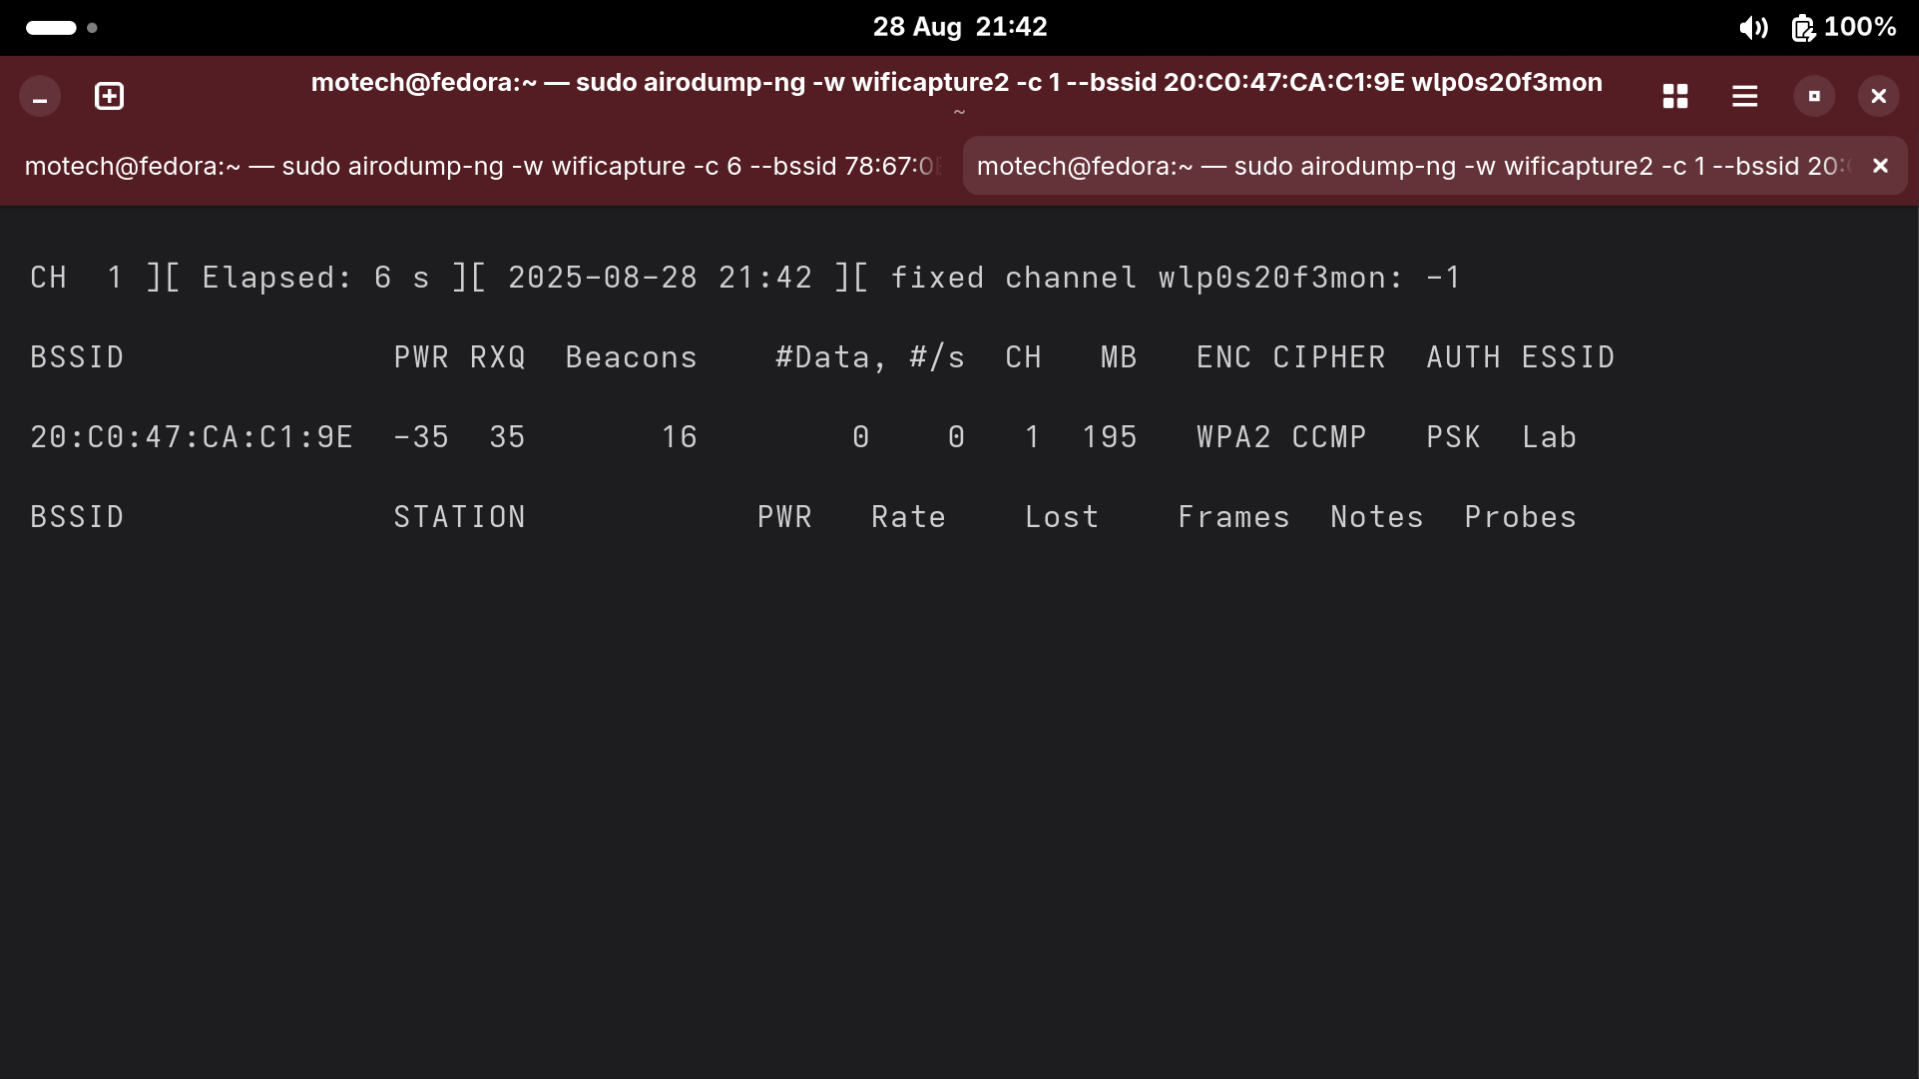 28 Aug 21:42
100%
motech@fedora:~ — sudo airodump-ng -w wificapture2 -c 1 --bssid 20:C0:47:CA:C1:9E wlp0s20f3mon
~
motech@fedora:~ — sudo airodump-ng -w wificapture -c 6 --bssid 78:67:0
motech@fedora:~ — sudo airodump-ng -w wificapture2 -c 1 --bssid 20:
CH  1 ][ Elapsed: 6 s ][ 2025-08-28 21:42 ][ fixed channel wlp0s20f3mon: -1
BSSID              PWR RXQ  Beacons    #Data, #/s  CH   MB   ENC CIPHER  AUTH ESSID
20:C0:47:CA:C1:9E  -35  35       16        0    0   1  195   WPA2 CCMP   PSK  Lab
BSSID              STATION            PWR   Rate    Lost    Frames  Notes  Probes